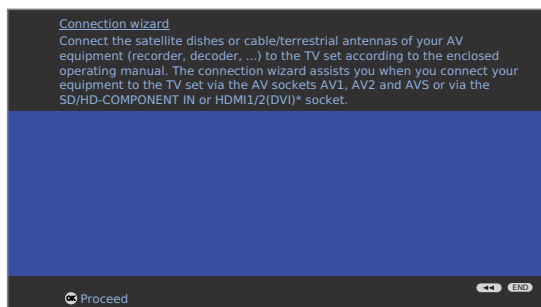 Connection wizard
Connect the satellite dishes or cable/terrestrial antennas of your AV
equipment (recorder, decoder, ...) to the TV set according to the enclosed
operating manual. The connection wizard assists you when you connect your
equipment to the TV set via the AV sockets AV1, AV2 and AVS or via the
SD/HD-COMPONENT IN or HDMI1/2(DVI)* socket.
END
OK Proceed